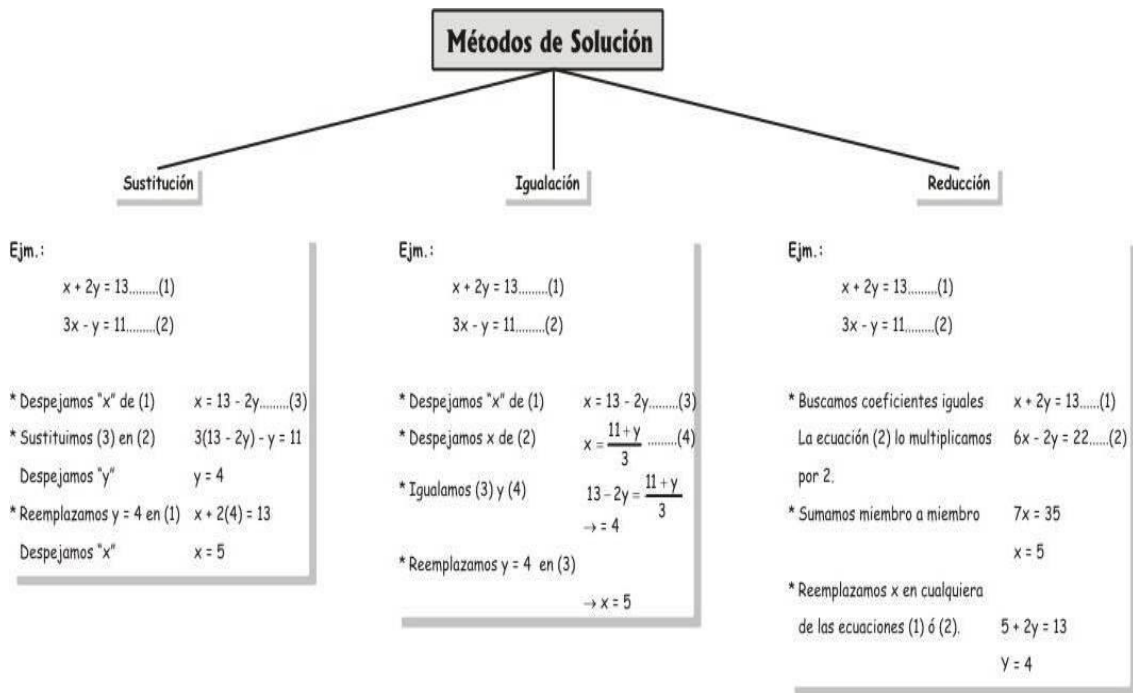 Métodos de Solución
Sustitución
Ejm.:
x + 2y = 13.........(1)
3x - y = 11.........(2)
* Despejamos "x" de (1) x = 13 - 2y.........(3)
* Sustituimos (3) en (2) 3(13 - 2y) - y = 11
Despejamos "y" y = 4
* Reemplazamos y = 4 en (1) x + 2(4) = 13
Despejamos "x" x = 5
Igualación
Ejm.:
x + 2y = 13.........(1)
3x - y = 11.........(2)
* Despejamos "x" de (1) x = 13 - 2y.........(3)
* Despejamos x de (2) x = \frac{11 + y}{3} .........(4)
* Igualamos (3) y (4) 13 - 2y = \frac{11 + y}{3}
→ = 4
* Reemplazamos y = 4 en (3)
→ x = 5
Reducción
Ejm.:
x + 2y = 13.........(1)
3x - y = 11.........(2)
* Buscamos coeficientes iguales x + 2y = 13.....(1)
La ecuación (2) lo multiplicamos 6x - 2y = 22.....(2)
por 2.
* Sumamos miembro a miembro 7x = 35
x = 5
* Reemplazamos x en cualquiera
de las ecuaciones (1) ó (2). 5 + 2y = 13
Y = 4